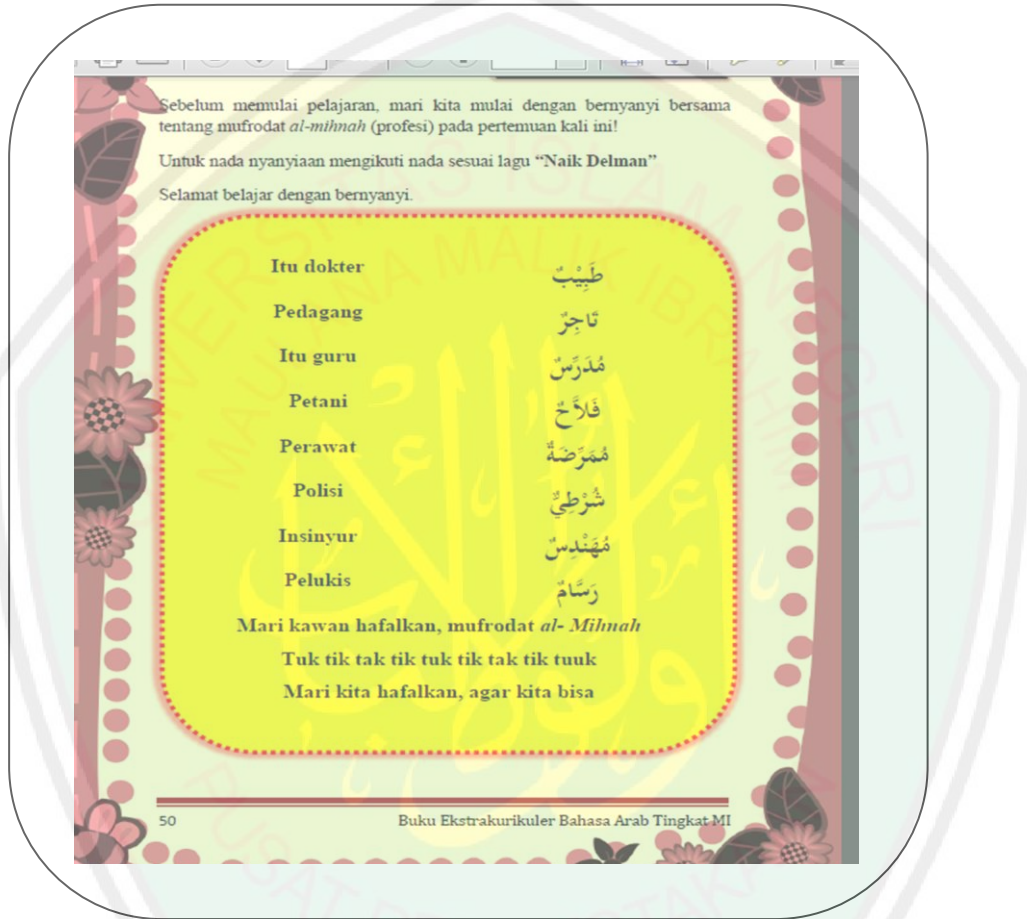 Sebelum memulai pelajaran, mari kita mulai dengan bernyanyi bersama
tentang mufrodat al-mihnah (profesi) pada pertemuan kali ini!
Untuk nada nyanyiaan mengikuti nada sesuai lagu “Naik Delman”
Selamat belajar dengan bernyanyi.
Itu dokter طَبِيْبٌ
Pedagang تَاجِرٌ
Itu guru مُدَرِّسٌ
Petani فَلاَّحٌ
Perawat مُمَرِّضَةٌ
Polisi شُرْطِيٌّ
Insinyur مُهَنْدِسٌ
Pelukis رَسَّامٌ
Mari kawan hafalkan, mufrodat al- Mihnah
Tuk tik tak tik tuk tik tak tik tuuk
Mari kita hafalkan, agar kita bisa
50 Buku Ekstrakurikuler Bahasa Arab Tingkat MI